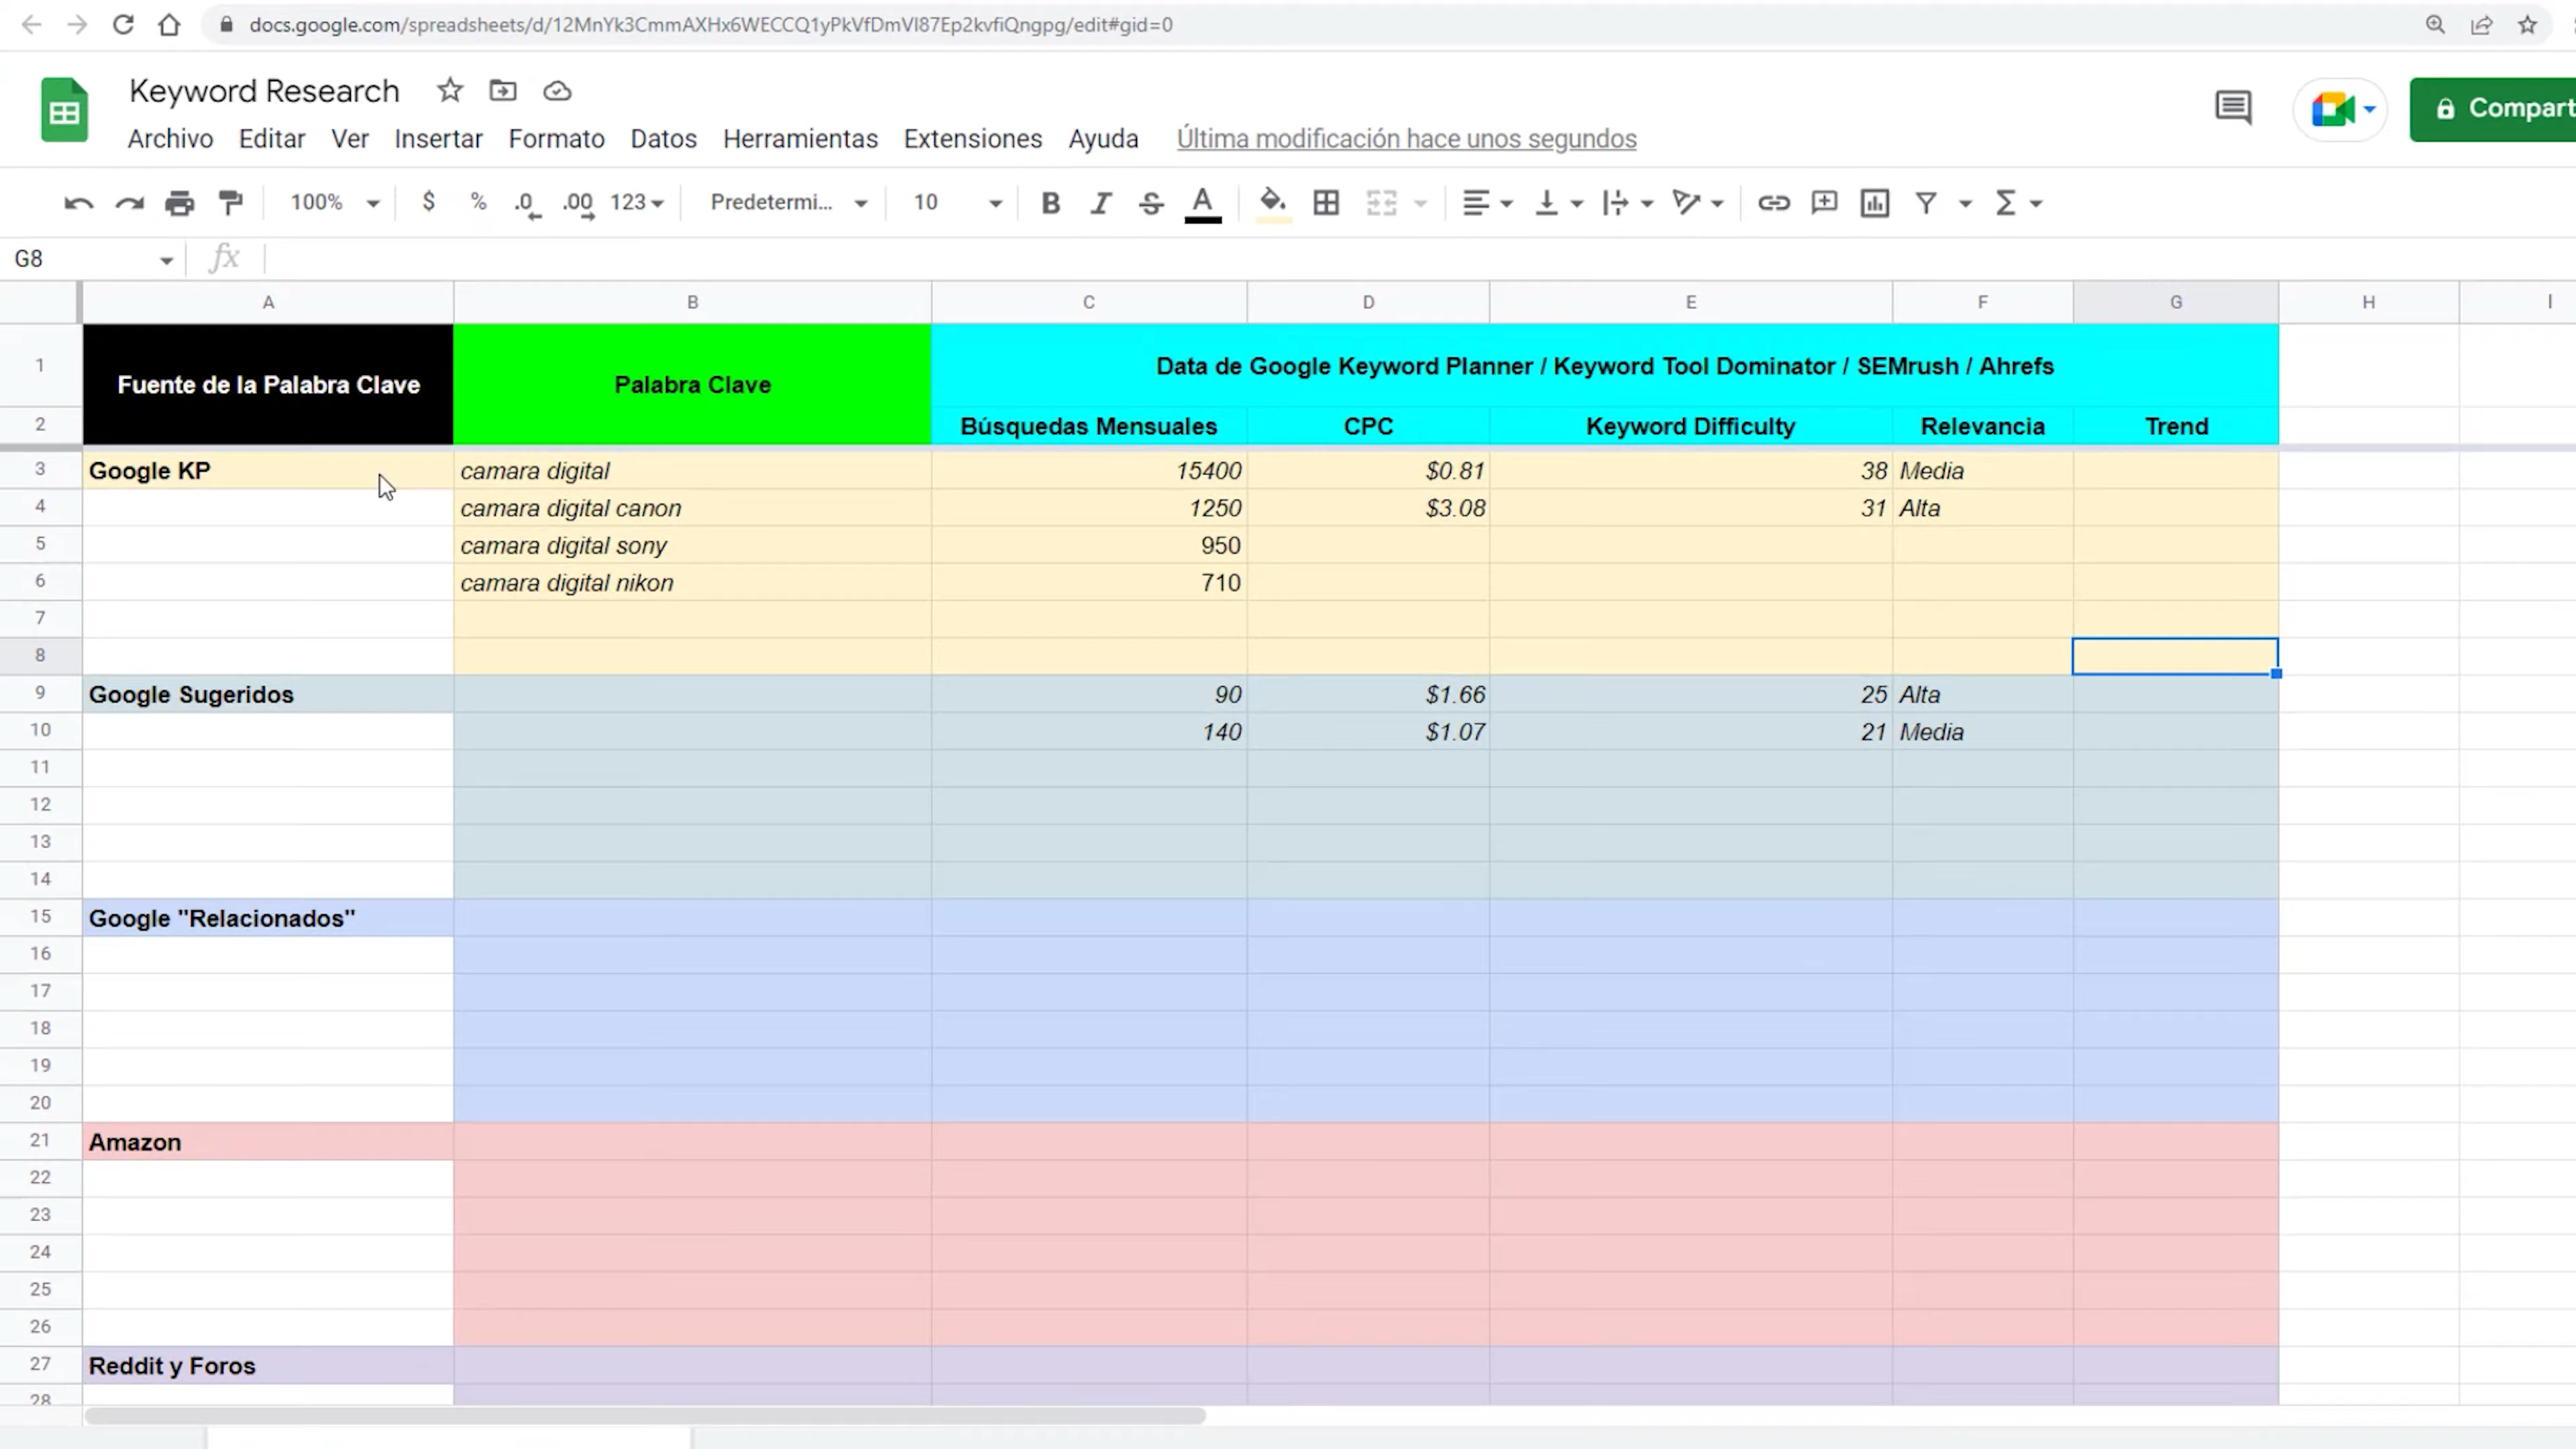 docs.google.com/spreadsheets/d/12MnYk3CmmAXHx6WECCQ1yPkVfDmVI87Ep2kvfiQngpg/edit#gid=0
Keyword Research
Compart
Archivo Editar Ver Insertar Formato Datos Herramientas Extensiones Ayuda Última modificación hace unos segundos
100% $ % .0 .00 123 Predetermi... 10 B I S A Σ
G8 fx
A B C D E F G H I
1 Fuente de la Palabra Clave Palabra Clave Data de Google Keyword Planner / Keyword Tool Dominator / SEMrush / Ahrefs
2 Búsquedas Mensuales CPC Keyword Difficulty Relevancia Trend
3 Google KP camara digital 15400 $0.81 38 Media
4 camara digital canon 1250 $3.08 31 Alta
5 camara digital sony 950
6 camara digital nikon 710
7
8
9 Google Sugeridos 90 $1.66 25 Alta
10 140 $1.07 21 Media
11
12
13
14
15 Google "Relacionados"
16
17
18
19
20
21 Amazon
22
23
24
25
26
27 Reddit y Foros
28